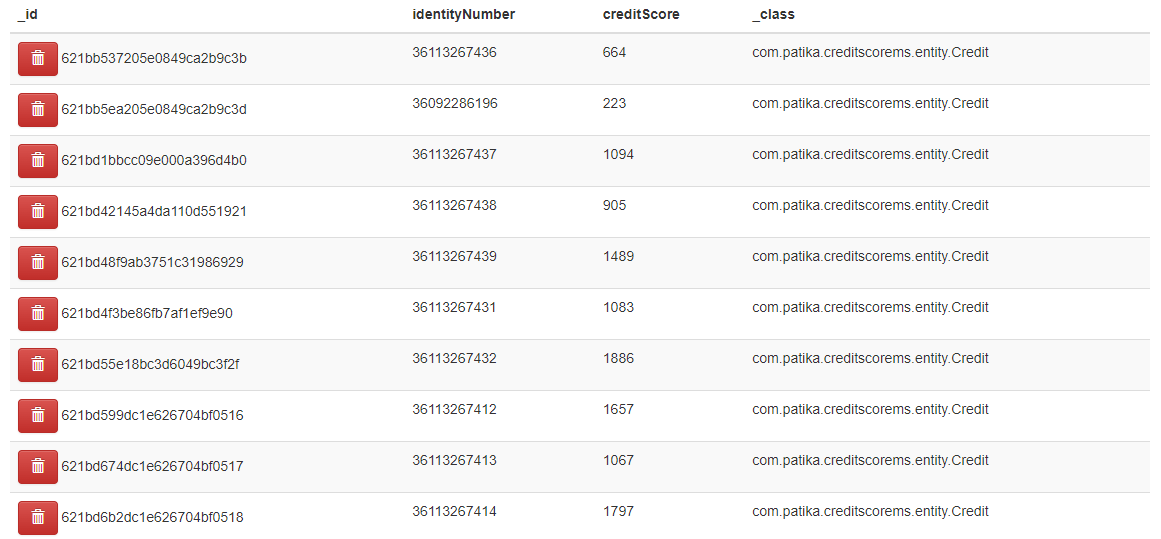 _id identityNumber creditScore _class
621bb537205e0849ca2b9c3b 36113267436 664 com.patika.creditscorems.entity.Credit
621bb5ea205e0849ca2b9c3d 36092286196 223 com.patika.creditscorems.entity.Credit
621bd1bbcc09e000a396d4b0 36113267437 1094 com.patika.creditscorems.entity.Credit
621bd42145a4da110d551921 36113267438 905 com.patika.creditscorems.entity.Credit
621bd48f9ab3751c31986929 36113267439 1489 com.patika.creditscorems.entity.Credit
621bd4f3be86fb7af1ef9e90 36113267431 1083 com.patika.creditscorems.entity.Credit
621bd55e18bc3d6049bc3f2f 36113267432 1886 com.patika.creditscorems.entity.Credit
621bd599dc1e626704bf0516 36113267412 1657 com.patika.creditscorems.entity.Credit
621bd674dc1e626704bf0517 36113267413 1067 com.patika.creditscorems.entity.Credit
621bd6b2dc1e626704bf0518 36113267414 1797 com.patika.creditscorems.entity.Credit